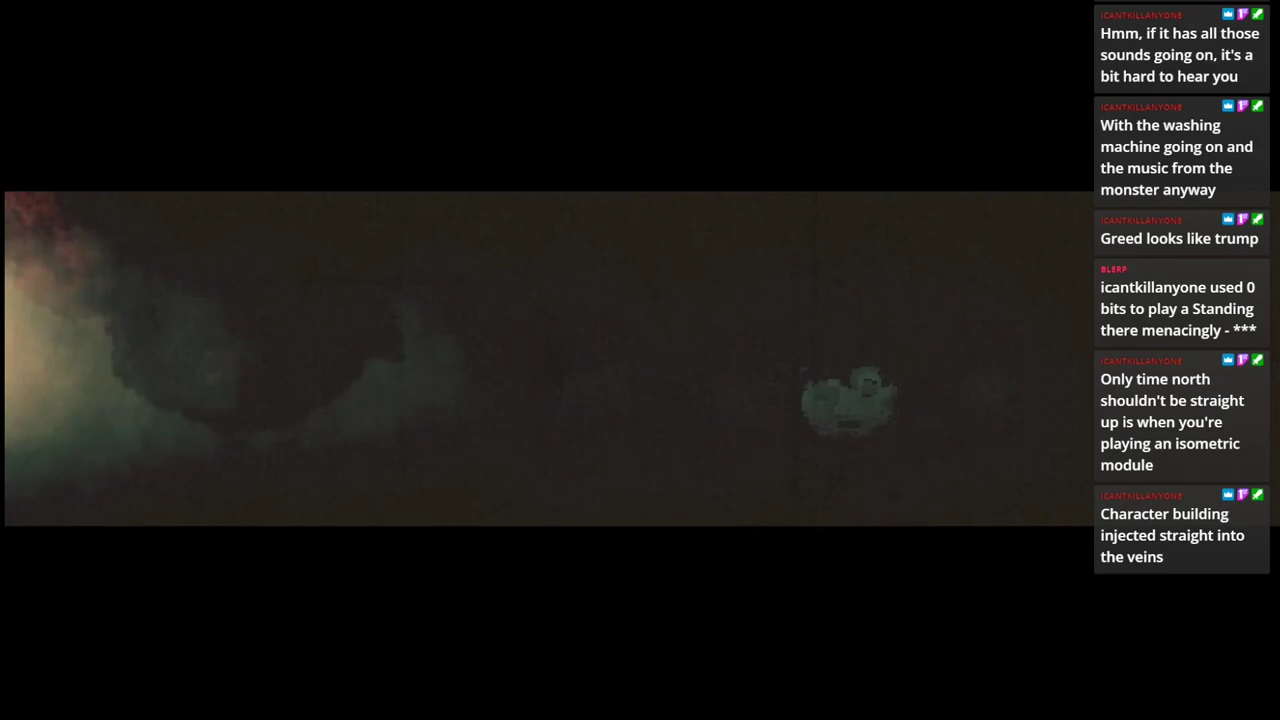 ICANTKILLANYONE
Hmm, if it has all those
sounds going on, it's a
bit hard to hear you
ICANTKILLANYONE
With the washing
machine going on and
the music from the
monster anyway
ICANTKILLANYONE
Greed looks like trump
BLERP
icantkillanyone used 0
bits to play a Standing
there menacingly - ***
ICANTKILLANYONE
Only time north
shouldn't be straight
up is when you're
playing an isometric
module
ICANTKILLANYONE
Character building
injected straight into
the veins